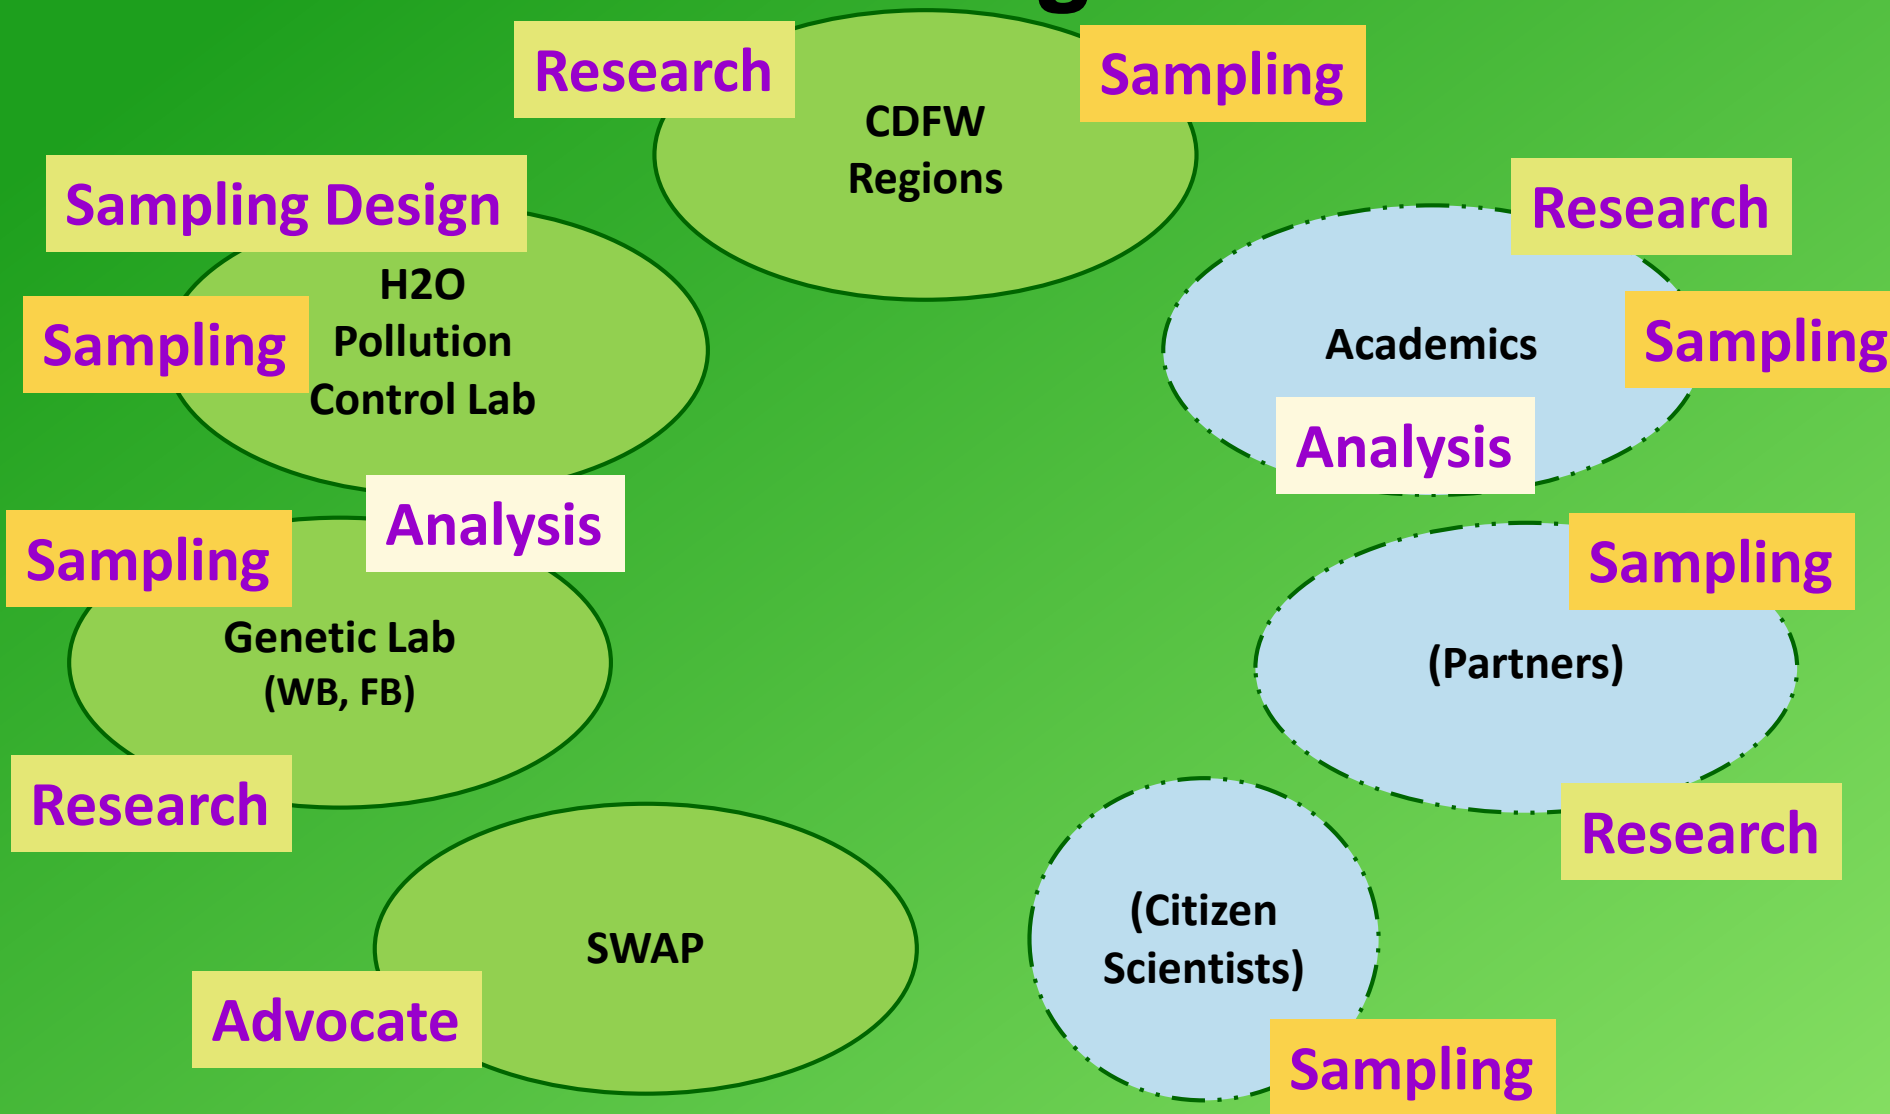 Research
Sampling
CDFW
Regions
Sampling Design
H2O
Pollution
Control Lab
Sampling
Research
Academics
Sampling
Analysis
Analysis
Sampling
Genetic Lab
(WB, FB)
Research
Sampling
(Partners)
Research
SWAP
Advocate
(Citizen
Scientists)
Sampling